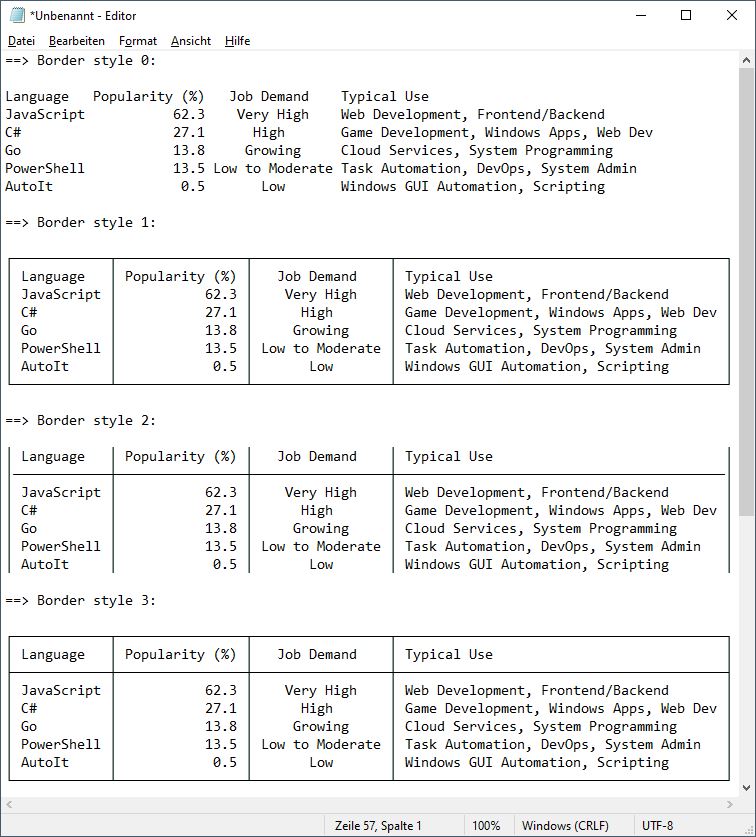 *Unbenannt - Editor
Datei Bearbeiten Format Ansicht Hilfe
==> Border style 0:
Language Popularity (%) Job Demand Typical Use
JavaScript 62.3 Very High Web Development, Frontend/Backend
C# 27.1 High Game Development, Windows Apps, Web Dev
Go 13.8 Growing Cloud Services, System Programming
PowerShell 13.5 Low to Moderate Task Automation, DevOps, System Admin
AutoIt 0.5 Low Windows GUI Automation, Scripting
==> Border style 1:
Language Popularity (%) Job Demand Typical Use
JavaScript 62.3 Very High Web Development, Frontend/Backend
C# 27.1 High Game Development, Windows Apps, Web Dev
Go 13.8 Growing Cloud Services, System Programming
PowerShell 13.5 Low to Moderate Task Automation, DevOps, System Admin
AutoIt 0.5 Low Windows GUI Automation, Scripting
==> Border style 2:
Language Popularity (%) Job Demand Typical Use
JavaScript 62.3 Very High Web Development, Frontend/Backend
C# 27.1 High Game Development, Windows Apps, Web Dev
Go 13.8 Growing Cloud Services, System Programming
PowerShell 13.5 Low to Moderate Task Automation, DevOps, System Admin
AutoIt 0.5 Low Windows GUI Automation, Scripting
==> Border style 3:
Language Popularity (%) Job Demand Typical Use
JavaScript 62.3 Very High Web Development, Frontend/Backend
C# 27.1 High Game Development, Windows Apps, Web Dev
Go 13.8 Growing Cloud Services, System Programming
PowerShell 13.5 Low to Moderate Task Automation, DevOps, System Admin
AutoIt 0.5 Low Windows GUI Automation, Scripting
Zeile 57, Spalte 1 100% Windows (CRLF) UTF-8